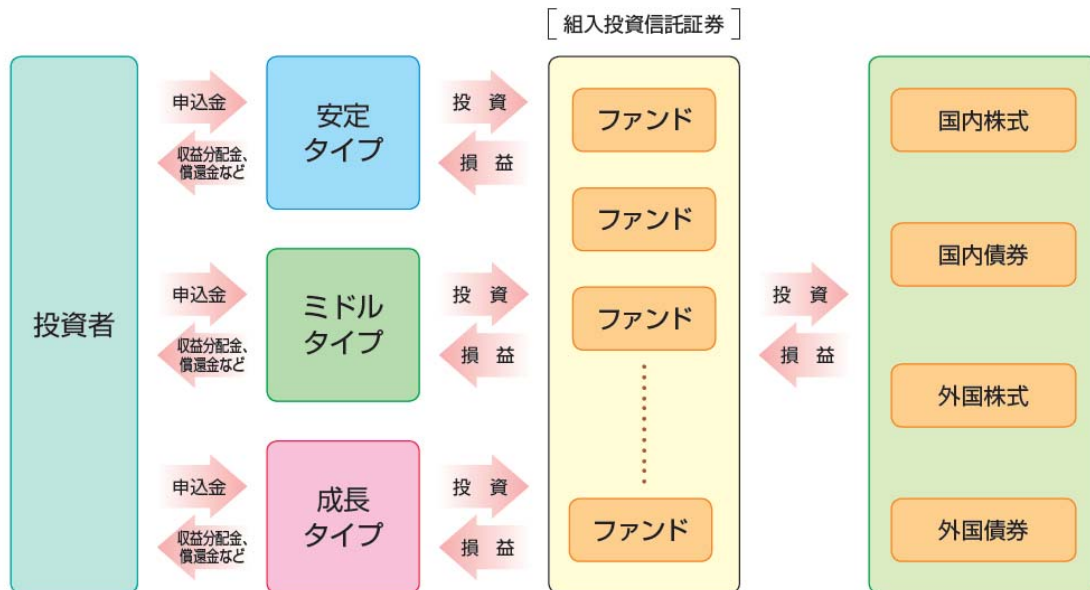 [組入投資信託証券]
投資者
申込金
収益分配金、
償還金など
安定
タイプ
投 資
損 益
申込金
収益分配金、
償還金など
ミドル
タイプ
投 資
損 益
申込金
収益分配金、
償還金など
成長
タイプ
投 資
損 益
ファンド
ファンド
ファンド
ファンド
投 資
損 益
国内株式
国内債券
外国株式
外国債券